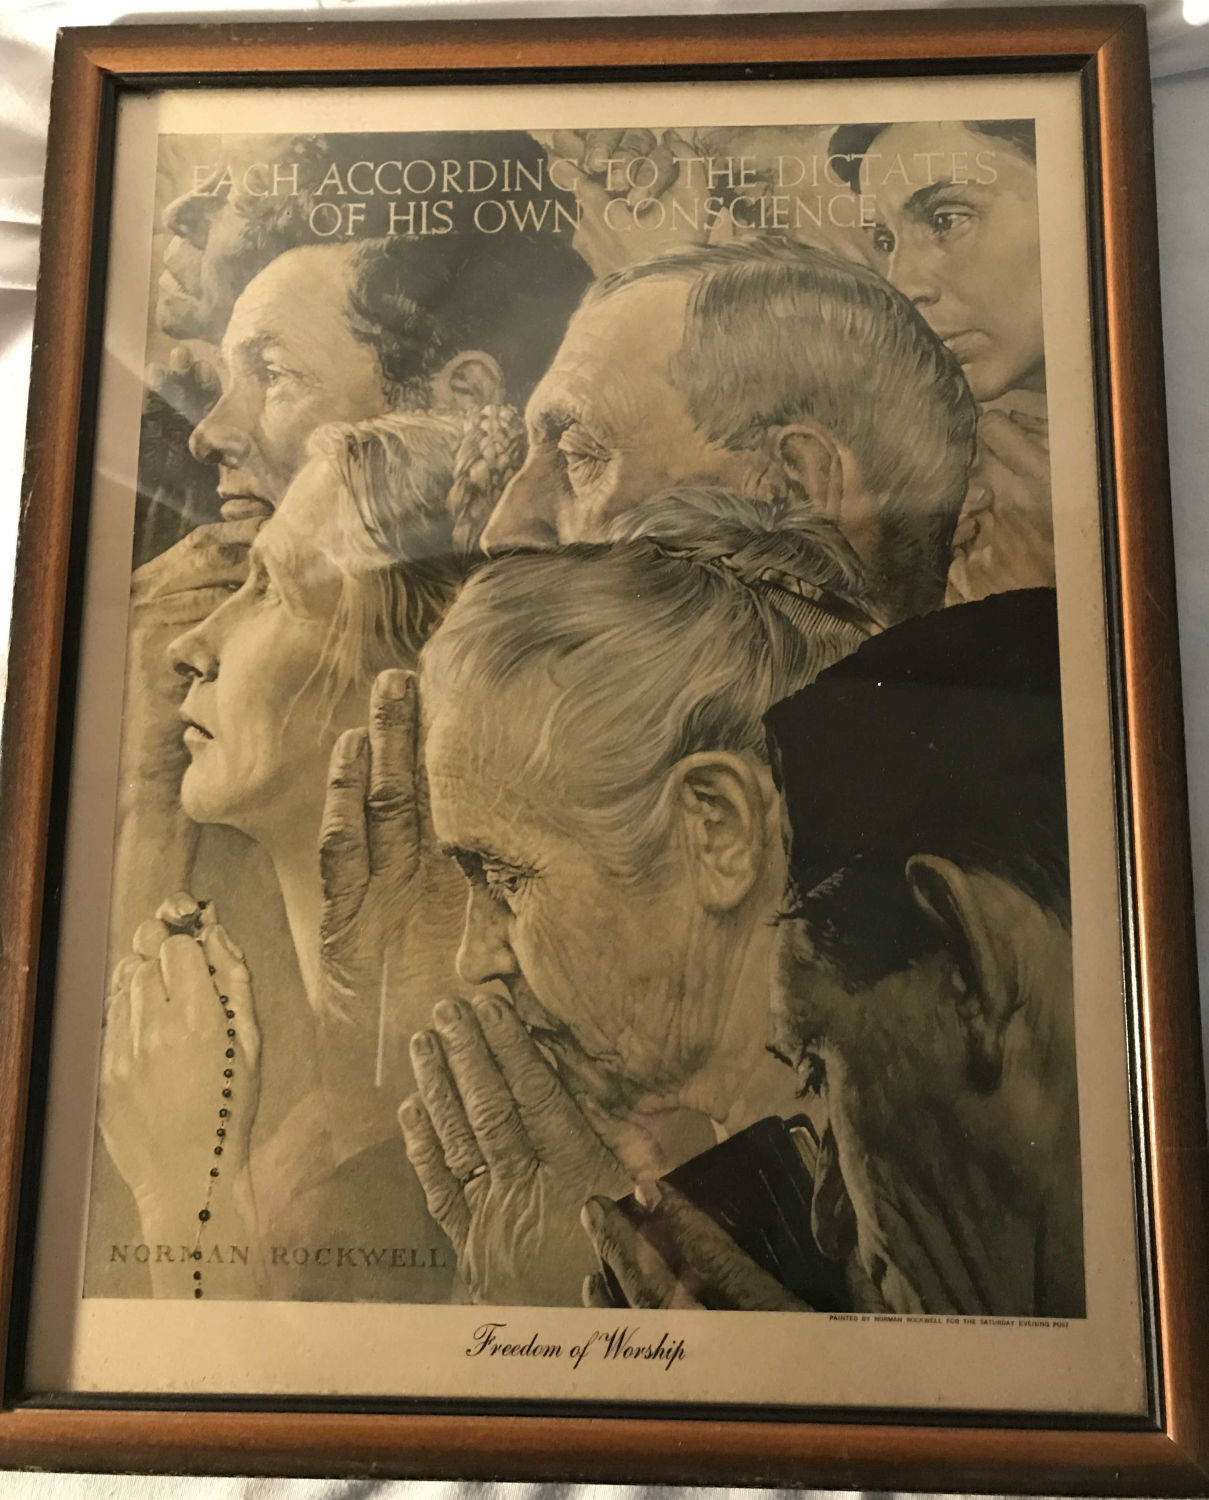 EACH ACCORDING TO THE DICTATES
OF HIS OWN CONSCIENCE
NORMAN ROCKWELL
PAINTED BY NORMAN ROCKWELL FOR THE SATURDAY EVENING POST
Freedom of Worship